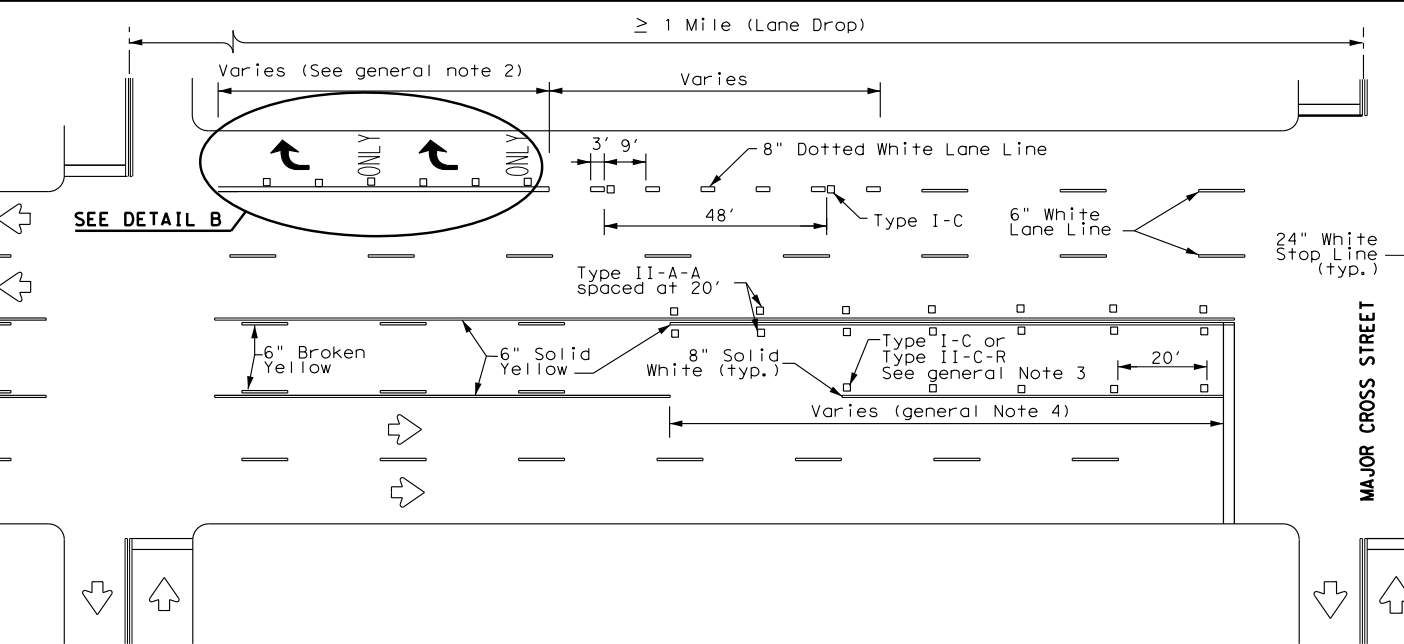 ≥ 1 Mile (Lane Drop)
Varies (See general note 2)
Varies
ONLY
ONLY
3' 9'
8" Dotted White Lane Line
SEE DETAIL B
48'
Type I-C
6" White
Lane Line
24" White
Stop Line
(typ.)
Type II-A-A
spaced at 20'
6" Broken
Yellow
6" Solid
Yellow
8" Solid
White (typ.)
Type I-C or
Type II-C-R
See general Note 3
20'
Varies (general Note 4)
MAJOR CROSS STREET